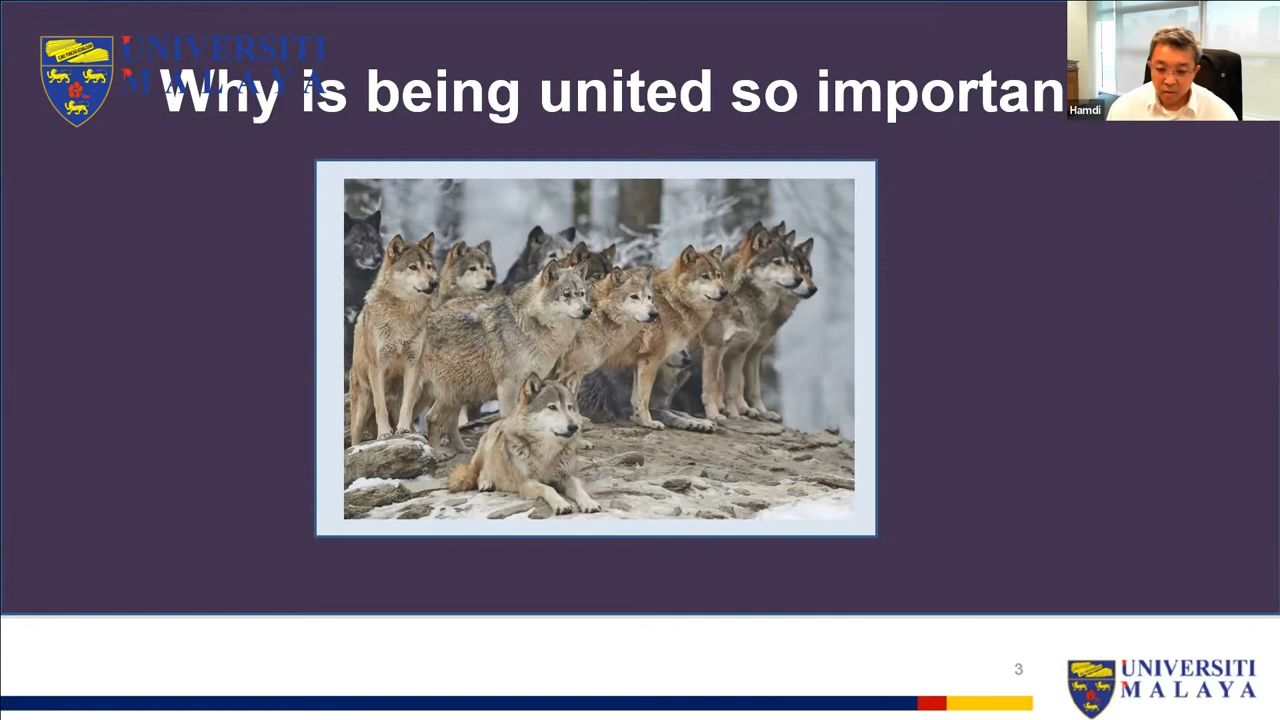 UNIVERSITI
MALAYA
Why is being united so importan
Hamdi
3
UNIVERSITI
MALAYA